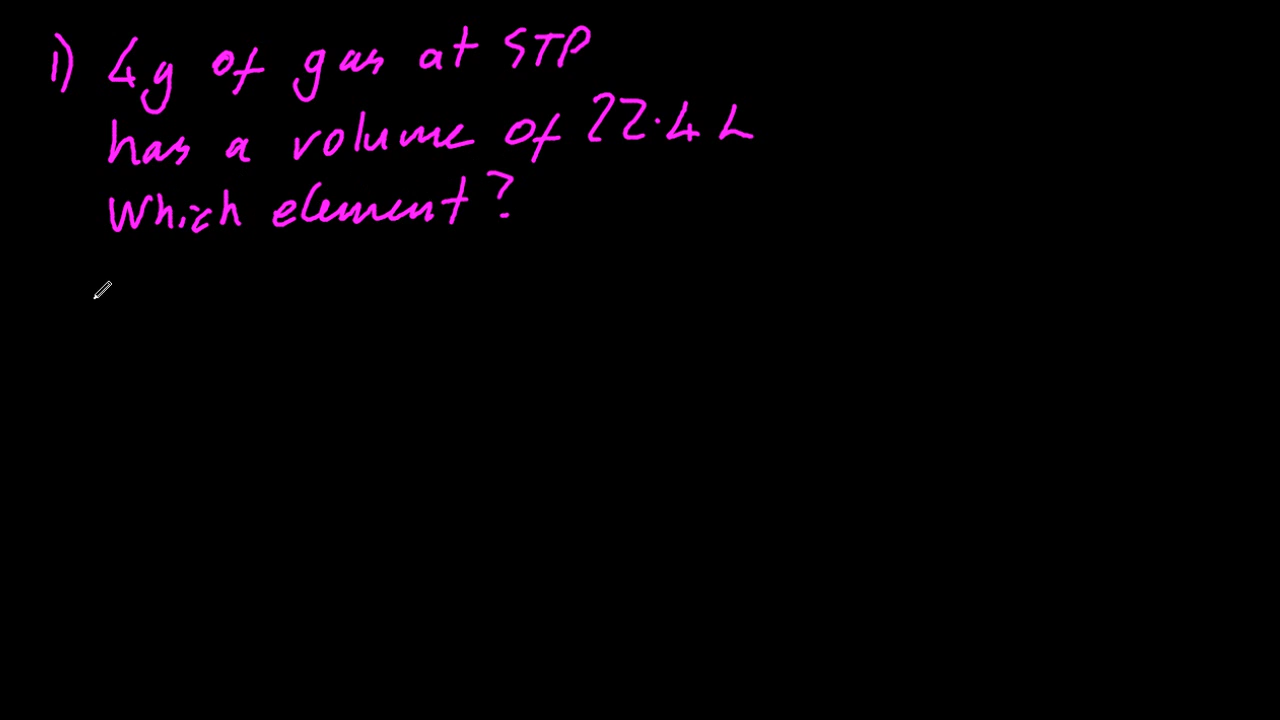 1) 4g of gas at STP
has a volume of 22.4 L
Which element?